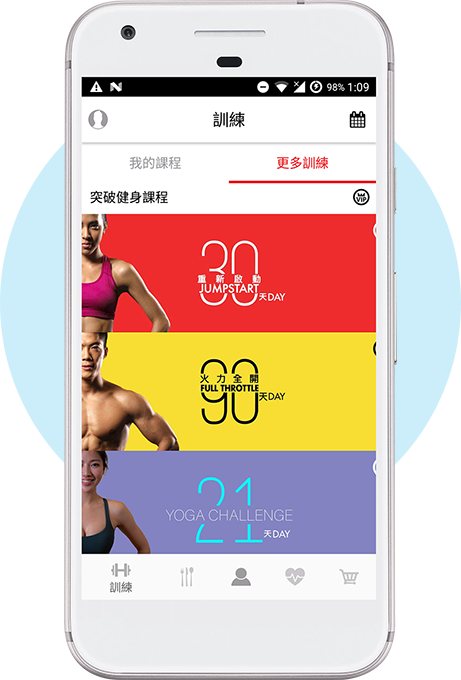 98% 1:09
訓練
我的課程 更多訓練
突破健身課程
VIP
30
重新啟動
JUMPSTART
天DAY
90
火力全開
FULL THROTTLE
天DAY
21
YOGA CHALLENGE
天DAY
訓練